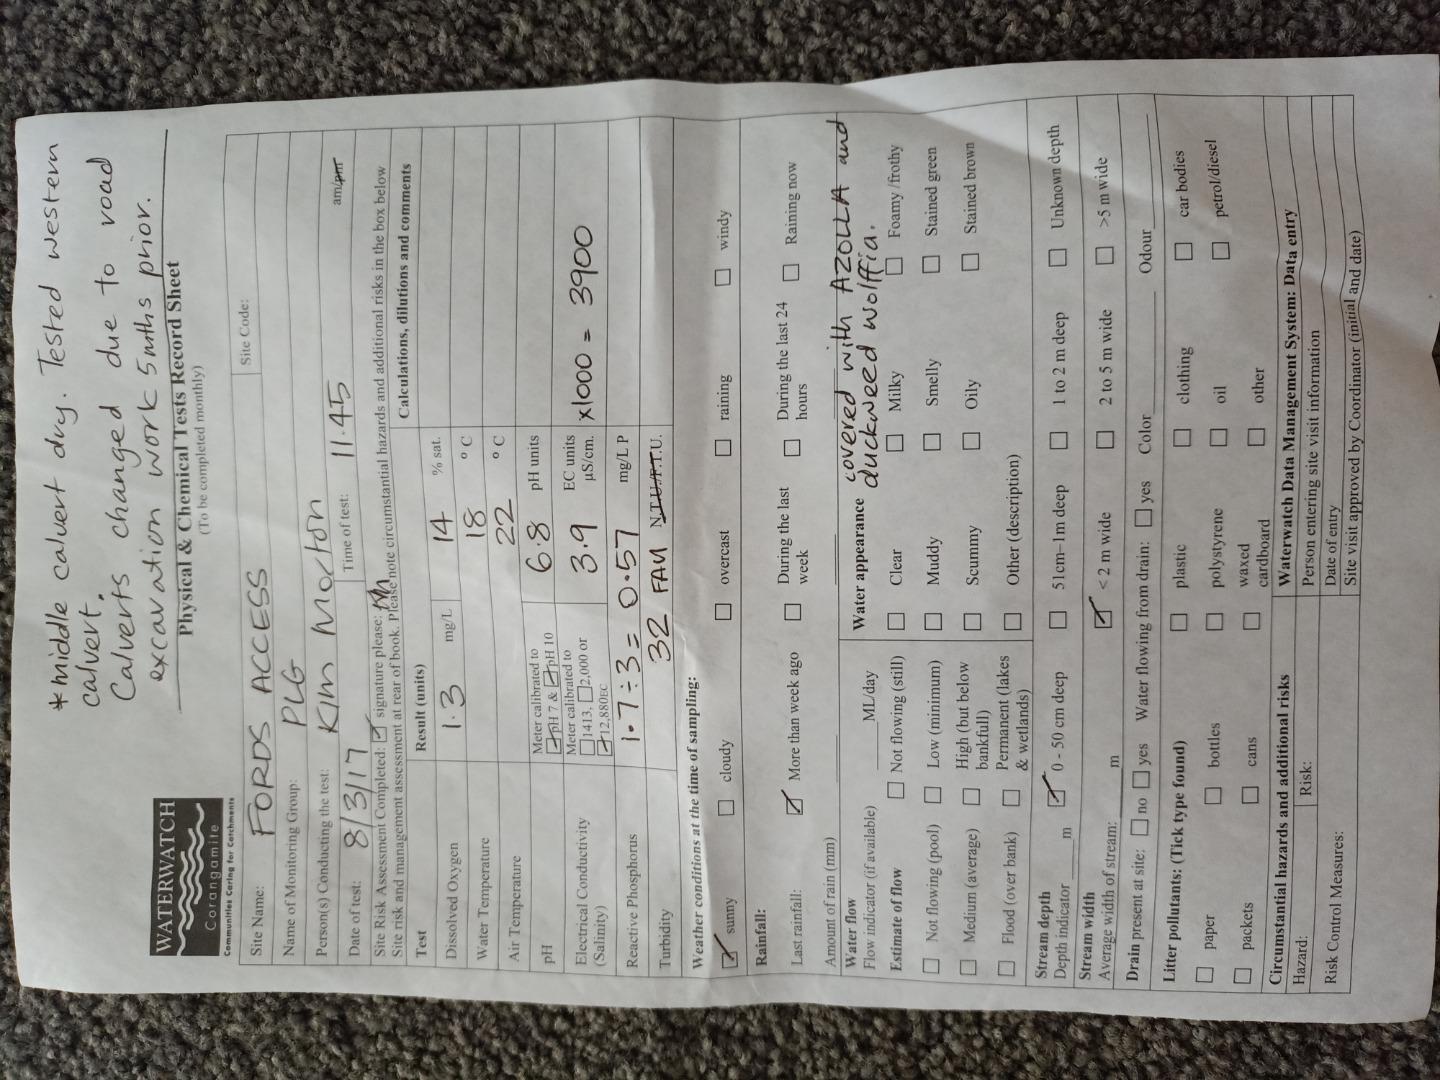 * middle calvert dry. Tested western
calvert.
Calverts changed due to road
excavation work 5 mths prior.
WATERWATCH
Corangamite
Communities Caring for Catchments
Physical & Chemical Tests Record Sheet
(To be completed monthly)
Site Name: FORDS ACCESS Site Code:
Name of Monitoring Group: PLG
Person(s) Conducting the test: KIM Morton
Date of test: 8/3/17 Time of test: 11.45 am/pm
Site Risk Assessment Completed: ☑ signature please:
Site risk and management assessment at rear of book. Please note circumstantial hazards and additional risks in the box below
Test Result (units) Calculations, dilutions and comments
Dissolved Oxygen 1.3 mg/L 14 % sat.
Water Temperature 18 °C
Air Temperature 22 °C
pH Meter calibrated to ☑ pH 7 & ☑ pH 10 6.8 pH units
Electrical Conductivity (Salinity) Meter calibrated to ☐ 1413, ☐ 2,000 or ☑ 12,880EC 3.9 EC units µS/cm. x1000 = 3900
Reactive Phosphorus 1.7 ÷ 3 = 0.57 mg/L P
Turbidity 32 FAU N.T.U./F.T.U.
Weather conditions at the time of sampling:
☑ sunny ☐ cloudy ☐ overcast ☐ raining ☐ windy
Rainfall:
Last rainfall: ☑ More than week ago ☐ During the last week ☐ During the last 24 hours ☐ Raining now
Amount of rain (mm)
Water flow
Flow indicator (if available) ML/day
Estimate of flow ☐ Not flowing (still)
☐ Not flowing (pool) ☐ Low (minimum)
☐ Medium (average) ☐ High (but below bankfull)
☐ Flood (over bank) ☐ Permanent (lakes & wetlands)
Water appearance covered with AZOLLA and
duckweed wolffia.
☐ Clear ☐ Milky ☐ Foamy /frothy
☐ Muddy ☐ Smelly ☐ Stained green
☐ Scummy ☐ Oily ☐ Stained brown
☐ Other (description)
Stream depth
Depth indicator m ☑ 0 - 50 cm deep ☐ 51cm–1m deep ☐ 1 to 2 m deep ☐ Unknown depth
Stream width
Average width of stream: m ☑ < 2 m wide ☐ 2 to 5 m wide ☐ >5 m wide
Drain present at site: ☐ no ☐ yes Water flowing from drain: ☐ yes Color Odour
Litter pollutants: (Tick type found)
☐ paper ☐ bottles ☐ plastic ☐ clothing ☐ car bodies
☐ packets ☐ cans ☐ polystyrene ☐ oil ☐ petrol/diesel
☐ waxed cardboard ☐ other
Circumstantial hazards and additional risks
Hazard: Risk:
Risk Control Measures:
Waterwatch Data Management System: Data entry
Person entering site visit information
Date of entry
Site visit approved by Coordinator (initial and date)